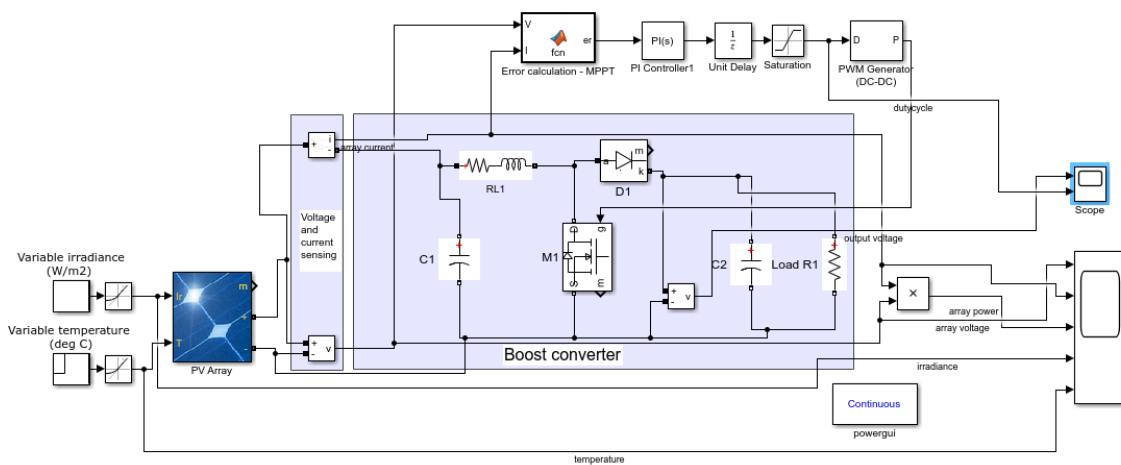 V
I
fcn
er
Error calculation - MPPT
PI(s)
PI Controller1
1
z
Unit Delay
Saturation
D
P
PWM Generator
(DC-DC)
dutycycle
+
i
-
array current
RL1
a
m
k
D1
Scope
Voltage
and
current
sensing
C1
M1
D
g
S
m
+
-
v
C2
Load R1
output voltage
Variable irradiance
(W/m2)
Ir
T
m
+
-
PV Array
Variable temperature
(deg C)
+
-
v
Boost converter
×
array power
array voltage
irradiance
Continuous
powergui
temperature